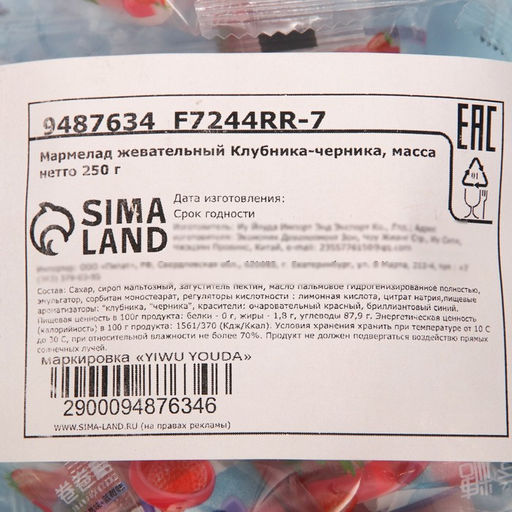 9487634 F7244RR-7
EAC
Мармелад жевательный Клубника-черника, масса
нетто 250 г
01
SIMA
LAND
Дата изготовления:
Срок годности
Состав: Сахар, сироп мальтозный, загуститель пектин, масло пальмовое гидрогенизированное полностью,
эмульгатор, сорбитан моностеарат, регуляторы кислотности : лимонная кислота, цитрат натрия,пищевые
ароматизаторы: "клубника, "черника", красители: очаровательный красный, бриллиантовый синий.
Пищевая ценность в 100г продукта: белки - 0 г, жиры - 1,8 г, углеводы 87,9 г. Энергетическая ценность
(калорийность) в 100 г продукта: 1561/370 (Кдж/Ккал). Условия хранения хранить при температуре от 10 С
до 30 С, при относительной влажности не более 70%. Продукт не должен подвергаться воздействию прямых
солнечных лучей.
Маркировка «YIWU YOUDA»
2900094876346
WWW.SIMA-LAND.RU (на правах рекламы)